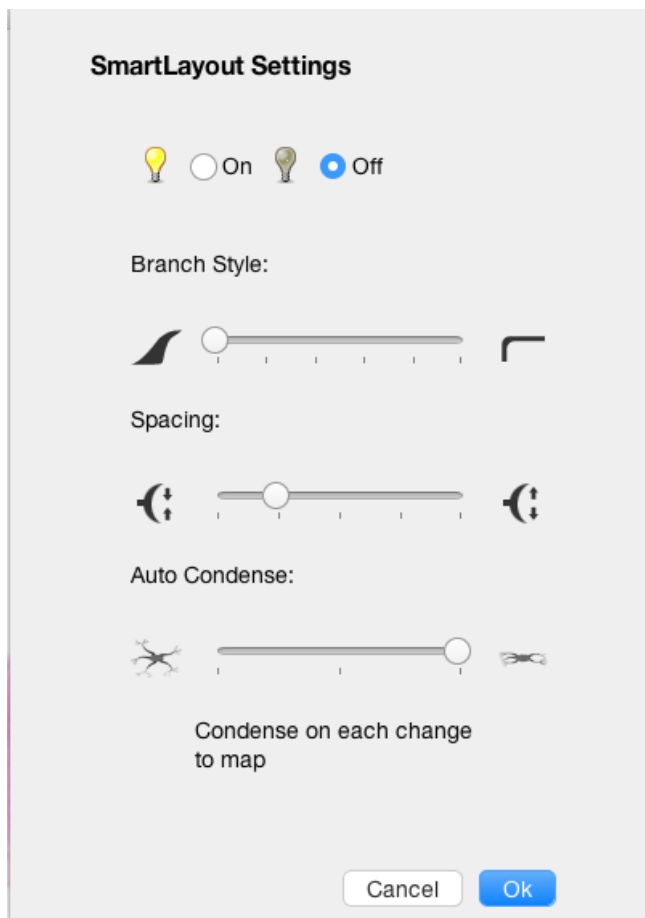 SmartLayout Settings
On Off
Branch Style:
Spacing:
Auto Condense:
Condense on each change
to map
Cancel Ok